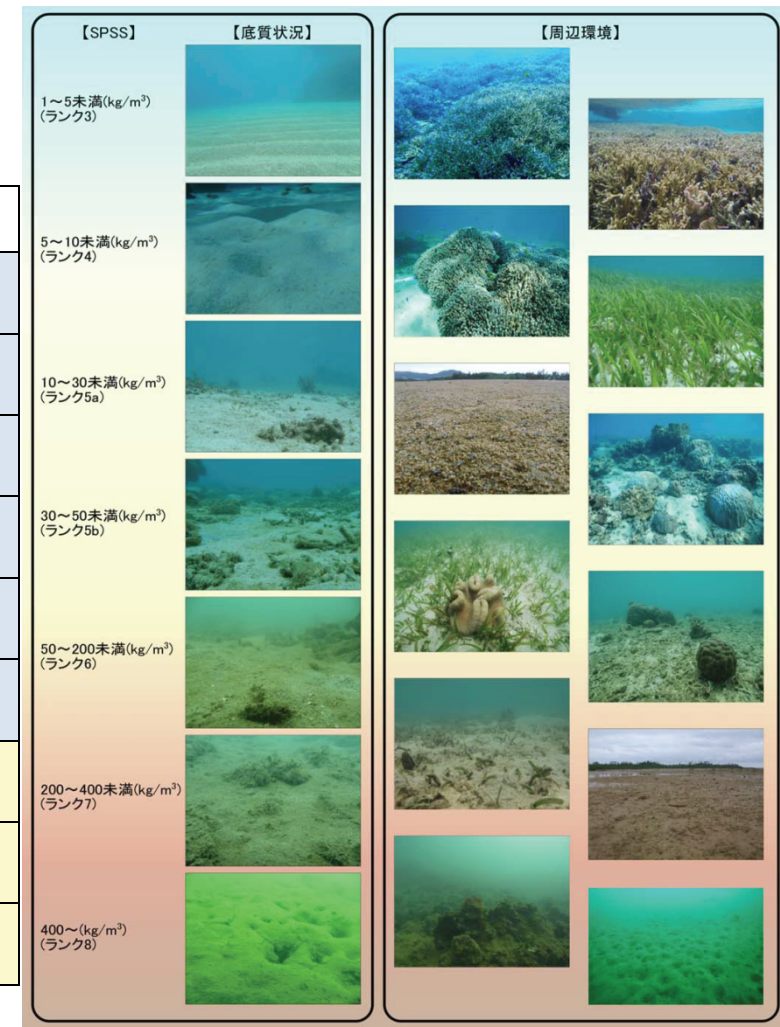 【SPSS】
【底質状況】
【周辺環境】
1～5未満(kg/m³)
(ランク3)
5～10未満(kg/m³)
(ランク4)
10～30未満(kg/m³)
(ランク5a)
30～50未満(kg/m³)
(ランク5b)
50～200未満(kg/m³)
(ランク6)
200～400未満(kg/m³)
(ランク7)
400～(kg/m³)
(ランク8)